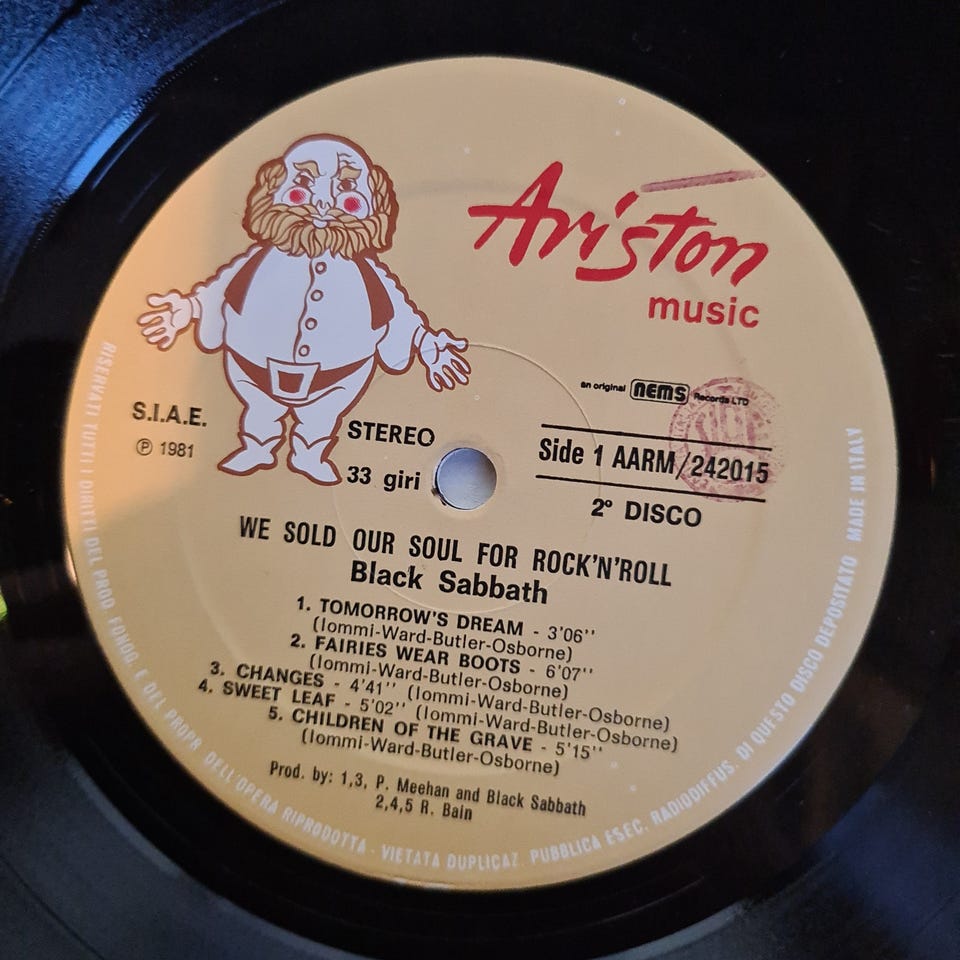 Ariston
music
an original NEMS Records LTD
S.I.A.E.
℗ 1981
STEREO
33 giri
Side 1 AARM/242015
2° DISCO
WE SOLD OUR SOUL FOR ROCK'N'ROLL
Black Sabbath
1. TOMORROW'S DREAM - 3'06''
(Iommi-Ward-Butler-Osborne)
2. FAIRIES WEAR BOOTS - 6'07''
(Iommi-Ward-Butler-Osborne)
3. CHANGES - 4'41'' (Iommi-Ward-Butler-Osborne)
4. SWEET LEAF - 5'02'' (Iommi-Ward-Butler-Osborne)
5. CHILDREN OF THE GRAVE - 5'15''
(Iommi-Ward-Butler-Osborne)
Prod. by: 1,3, P. Meehan and Black Sabbath
2,4,5 R. Bain
RISERVATI TUTTI I DIRITTI DEL PROD. FONOG. E DEL PROPR. DELL'OPERA RIPRODOTTA - VIETATA DUPLICAZ. PUBBLICA ESEC. RADIODIFFUS. DI QUESTO DISCO DEPOSITATO MADE IN ITALY